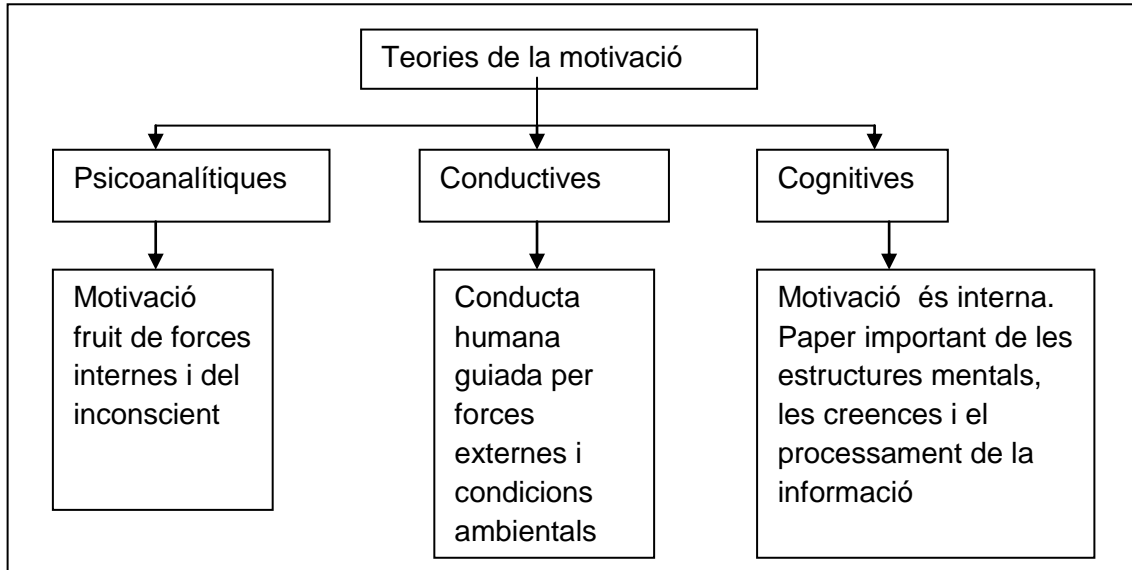 Teories de la motivació
Psicoanalítiques
Conductives
Cognitives
Motivació
fruit de forces
internes i del
inconscient
Conducta
humana
guiada per
forces
externes i
condicions
ambientals
Motivació és interna.
Paper important de les
estructures mentals,
les creences i el
processament de la
informació